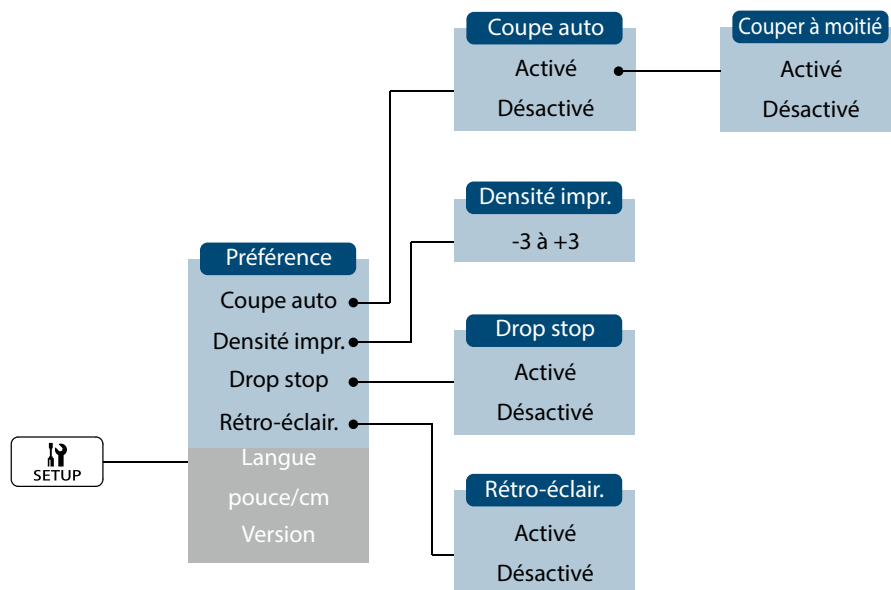 SETUP
Préférence
Coupe auto
Densité impr.
Drop stop
Rétro-éclair.
Langue
pouce/cm
Version
Coupe auto
Activé
Désactivé
Couper à moitié
Activé
Désactivé
Densité impr.
-3 à +3
Drop stop
Activé
Désactivé
Rétro-éclair.
Activé
Désactivé